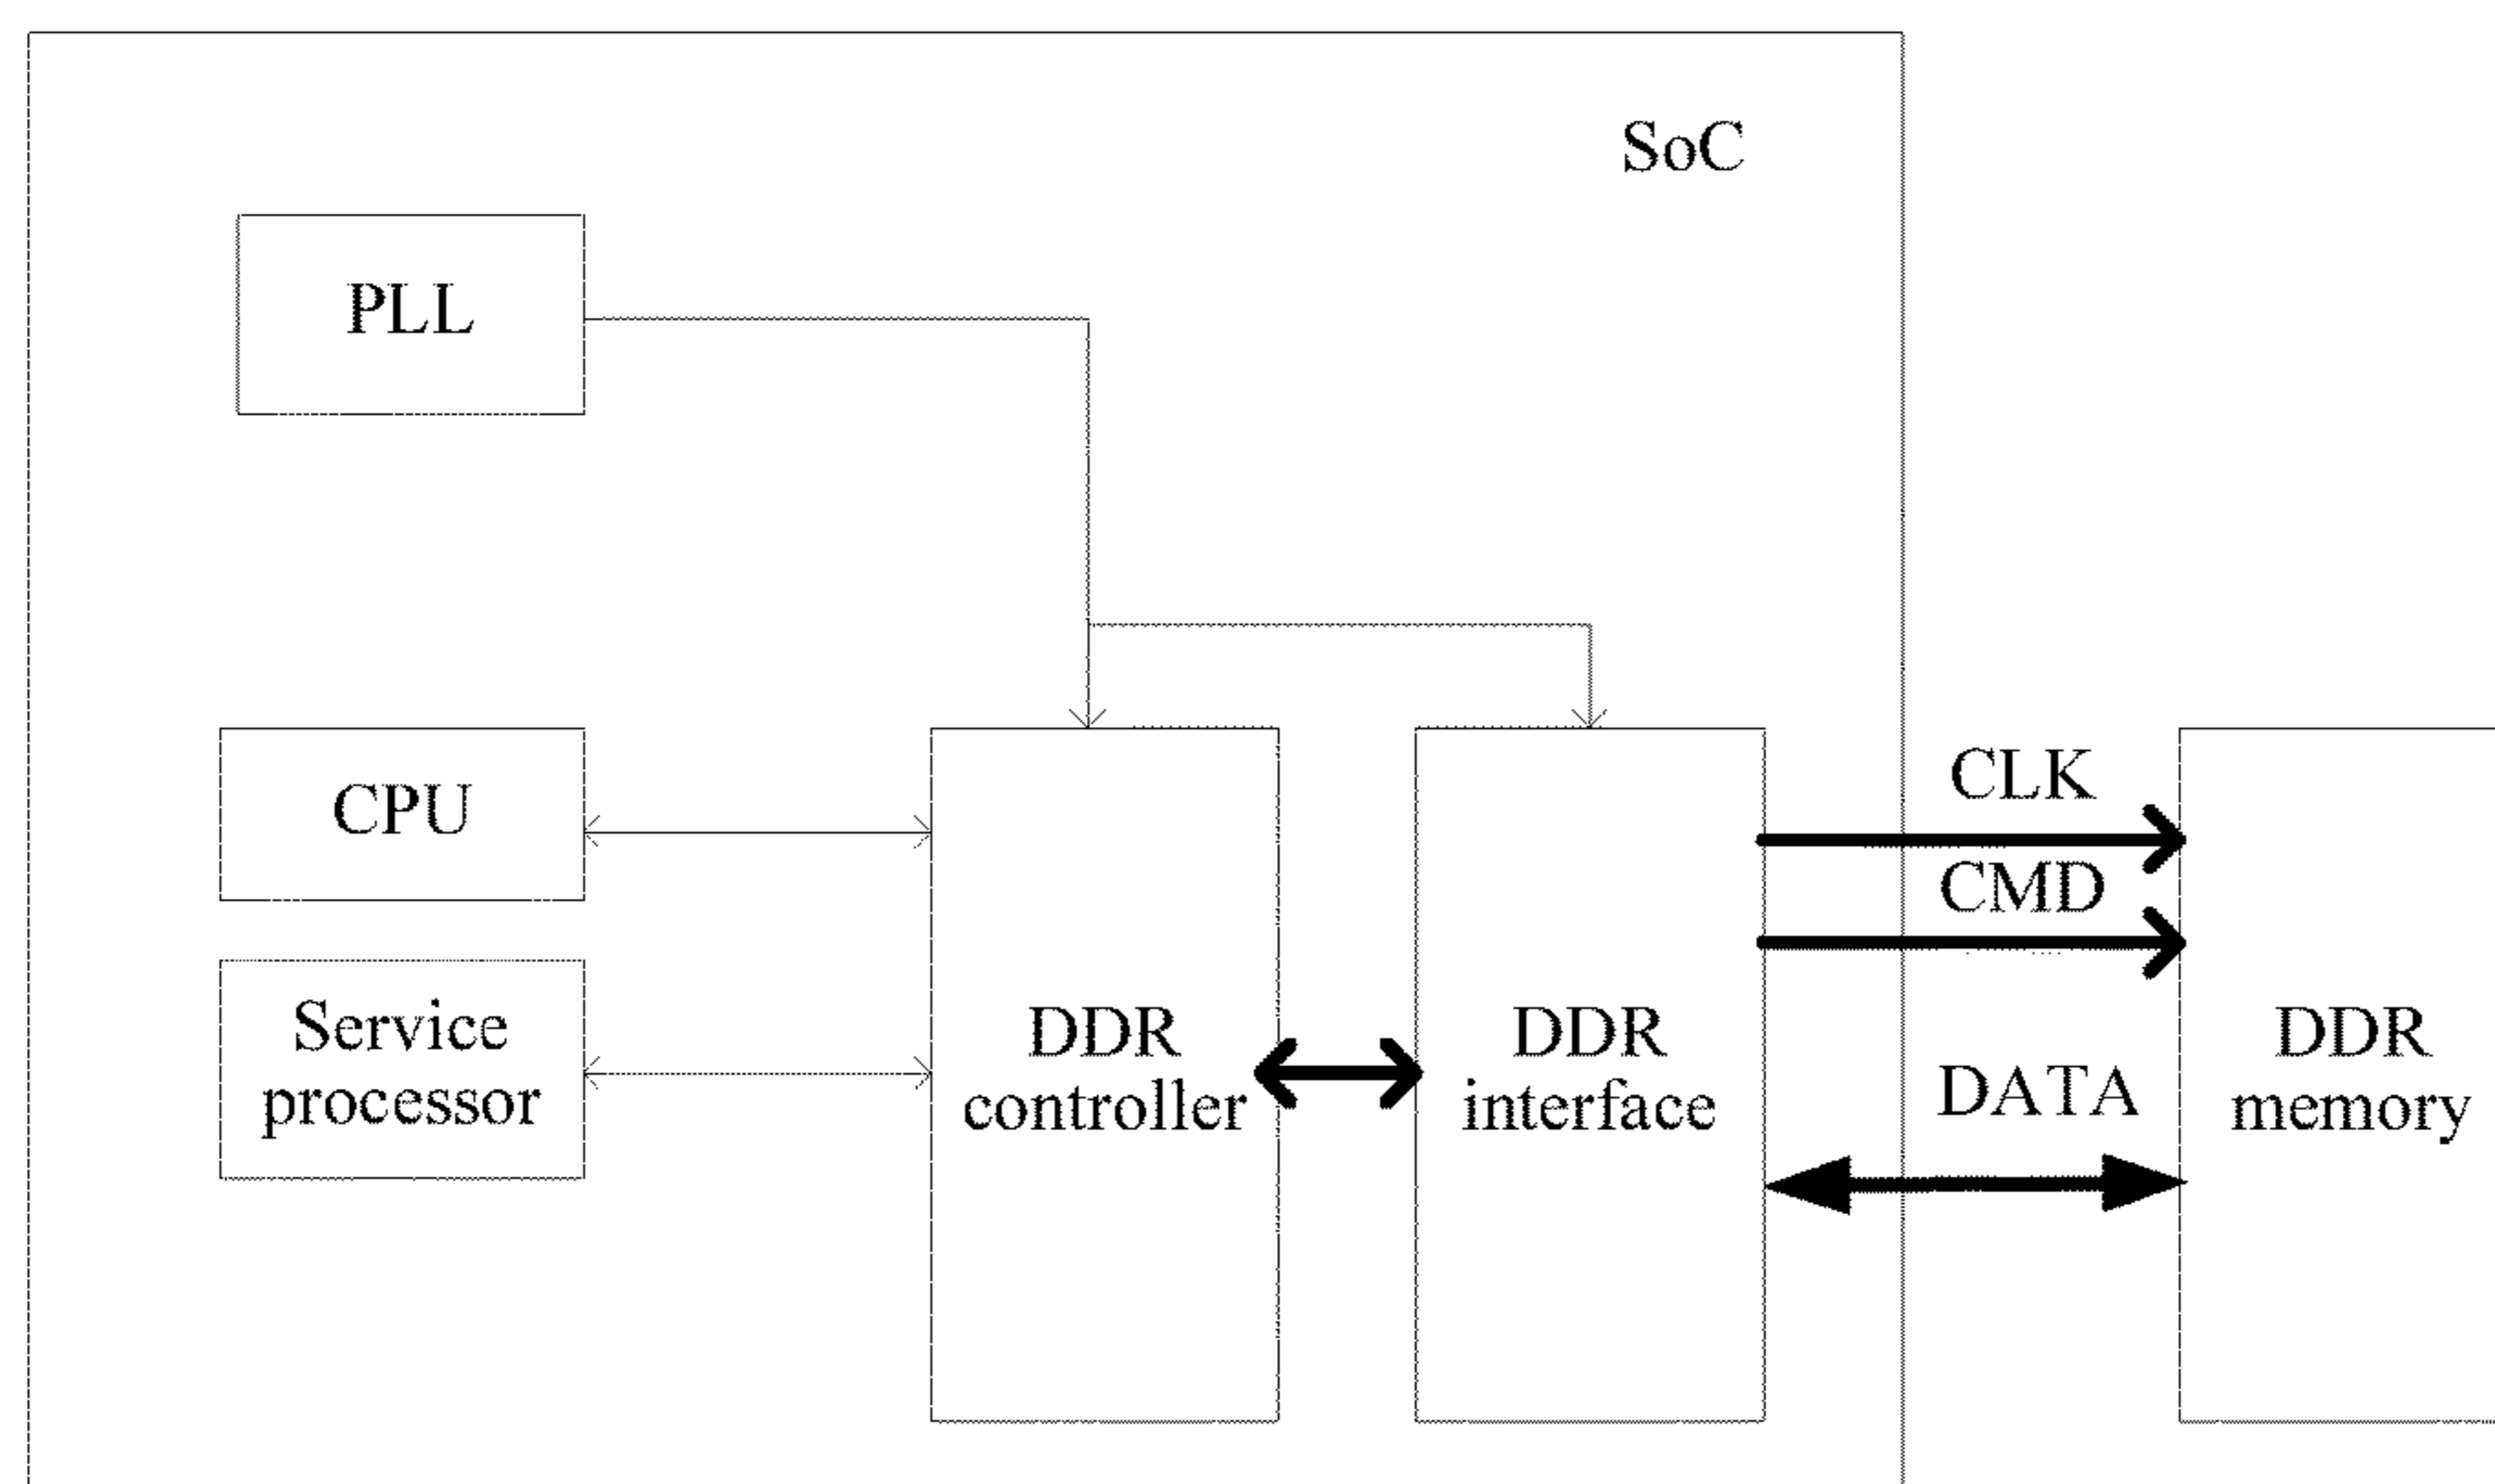 SoC
PLL
CPU
Service
processor
DDR
controller
DDR
interface
CLK
CMD
DATA
DDR
memory